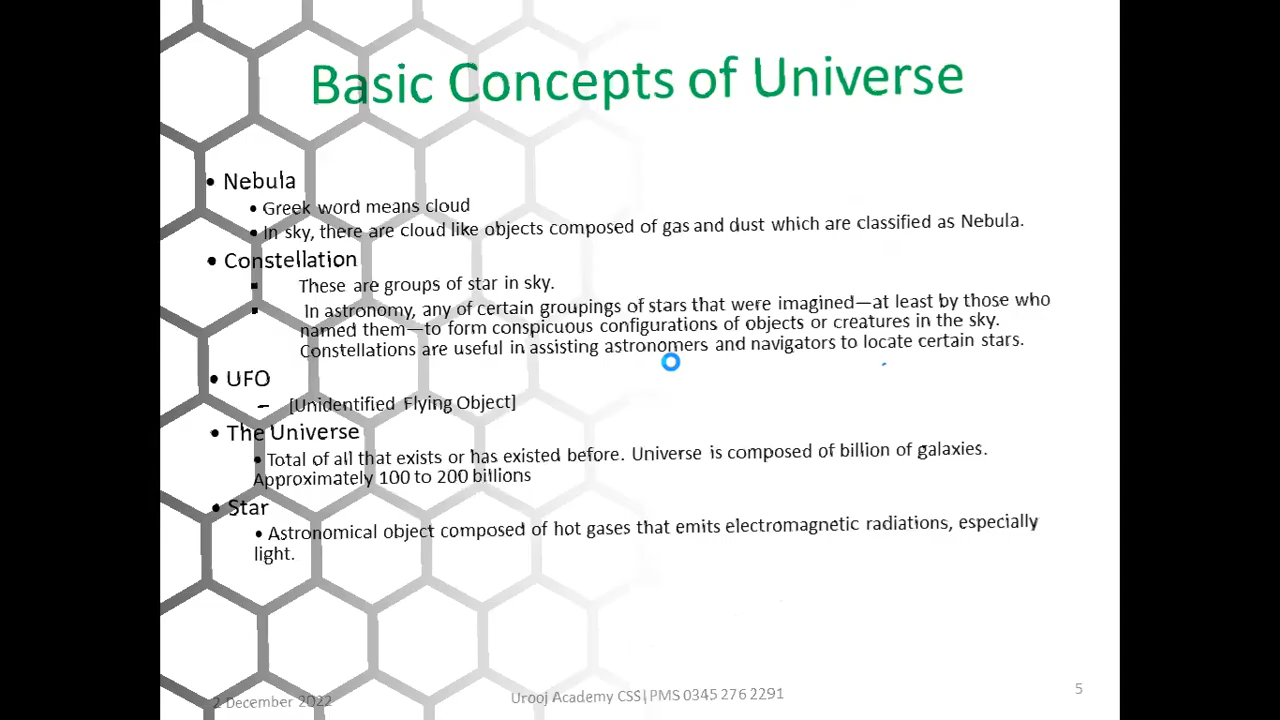 Basic Concepts of Universe
• Nebula
• Greek word means cloud
• In sky, there are cloud like objects composed of gas and dust which are classified as Nebula.
• Constellation
▪ These are groups of star in sky.
▪ In astronomy, any of certain groupings of stars that were imagined—at least by those who
named them—to form conspicuous configurations of objects or creatures in the sky.
Constellations are useful in assisting astronomers and navigators to locate certain stars.
• UFO
– [Unidentified Flying Object]
• The Universe
• Total of all that exists or has existed before. Universe is composed of billion of galaxies.
Approximately 100 to 200 billions
• Star
• Astronomical object composed of hot gases that emits electromagnetic radiations, especially
light.
2 December 2022
Urooj Academy CSS|PMS 0345 276 2291
5